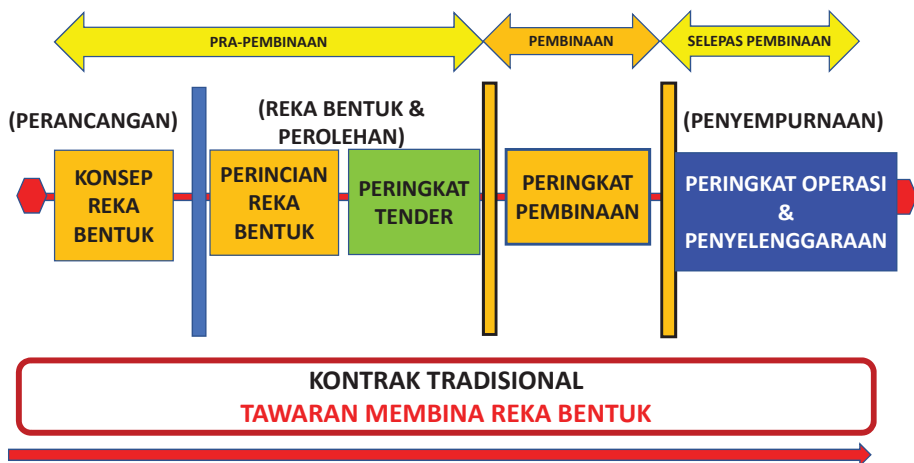 PRA-PEMBINAAN
PEMBINAAN
SELEPAS PEMBINAAN
(PERANCANGAN)
(REKA BENTUK &
PEROLEHAN)
(PENYEMPURNAAN)
KONSEP
REKA
BENTUK
PERINCIAN
REKA
BENTUK
PERINGKAT
TENDER
PERINGKAT
PEMBINAAN
PERINGKAT OPERASI
&
PENYELENGGARAAN
KONTRAK TRADISIONAL
TAWARAN MEMBINA REKA BENTUK